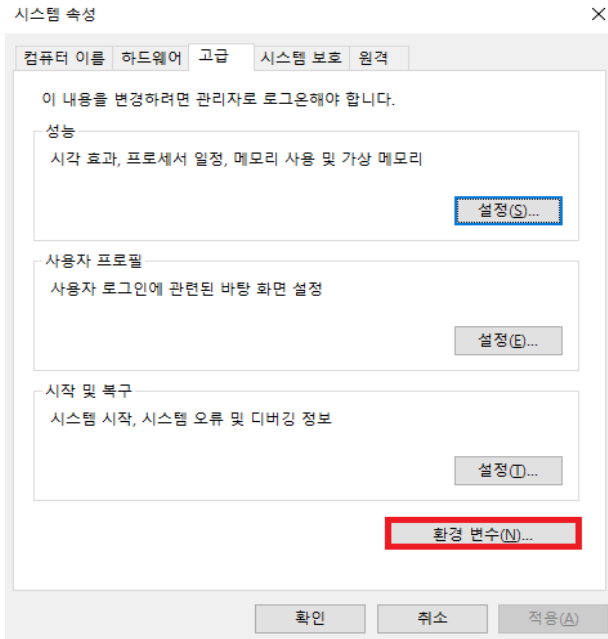 시스템 속성
컴퓨터 이름 하드웨어 고급 시스템 보호 원격
이 내용을 변경하려면 관리자로 로그온해야 합니다.
성능
시각 효과, 프로세서 일정, 메모리 사용 및 가상 메모리
설정(S)...
사용자 프로필
사용자 로그인에 관련된 바탕 화면 설정
설정(E)...
시작 및 복구
시스템 시작, 시스템 오류 및 디버깅 정보
설정(T)...
환경 변수(N)...
확인 취소 적용(A)